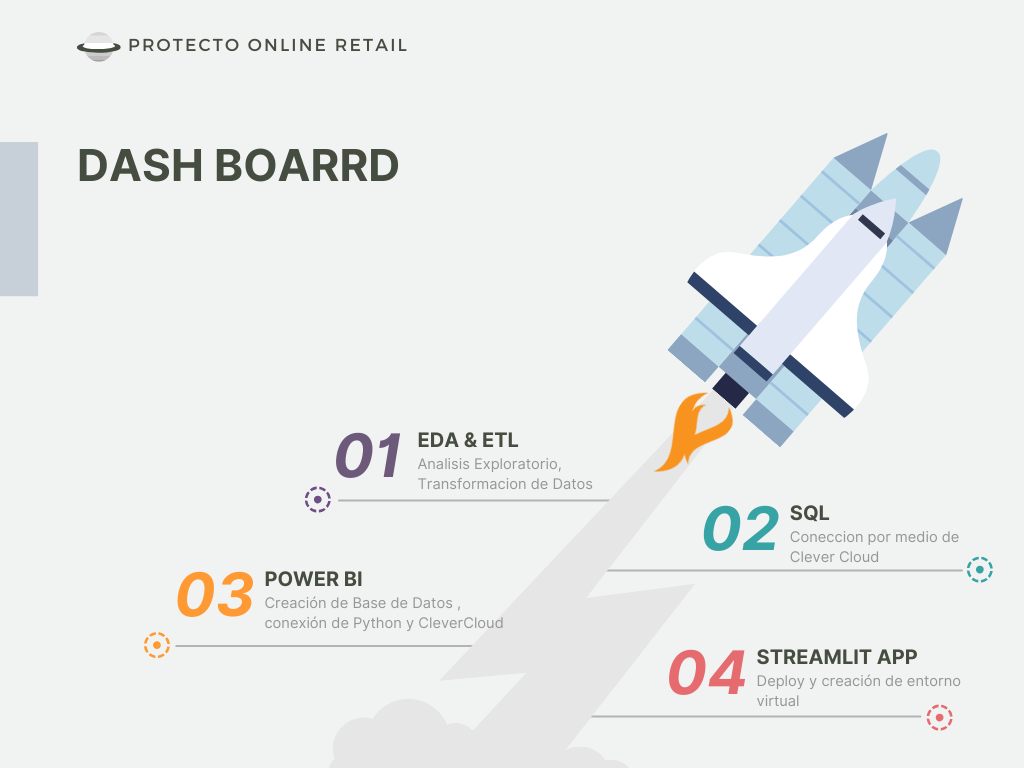 PROTECTO ONLINE RETAIL
DASH BOARRD
01 EDA & ETL
Analisis Exploratorio,
Transformacion de Datos
02 SQL
Coneccion por medio de
Clever Cloud
03 POWER BI
Creación de Base de Datos ,
conexión de Python y CleverCloud
04 STREAMLIT APP
Deploy y creación de entorno
virtual